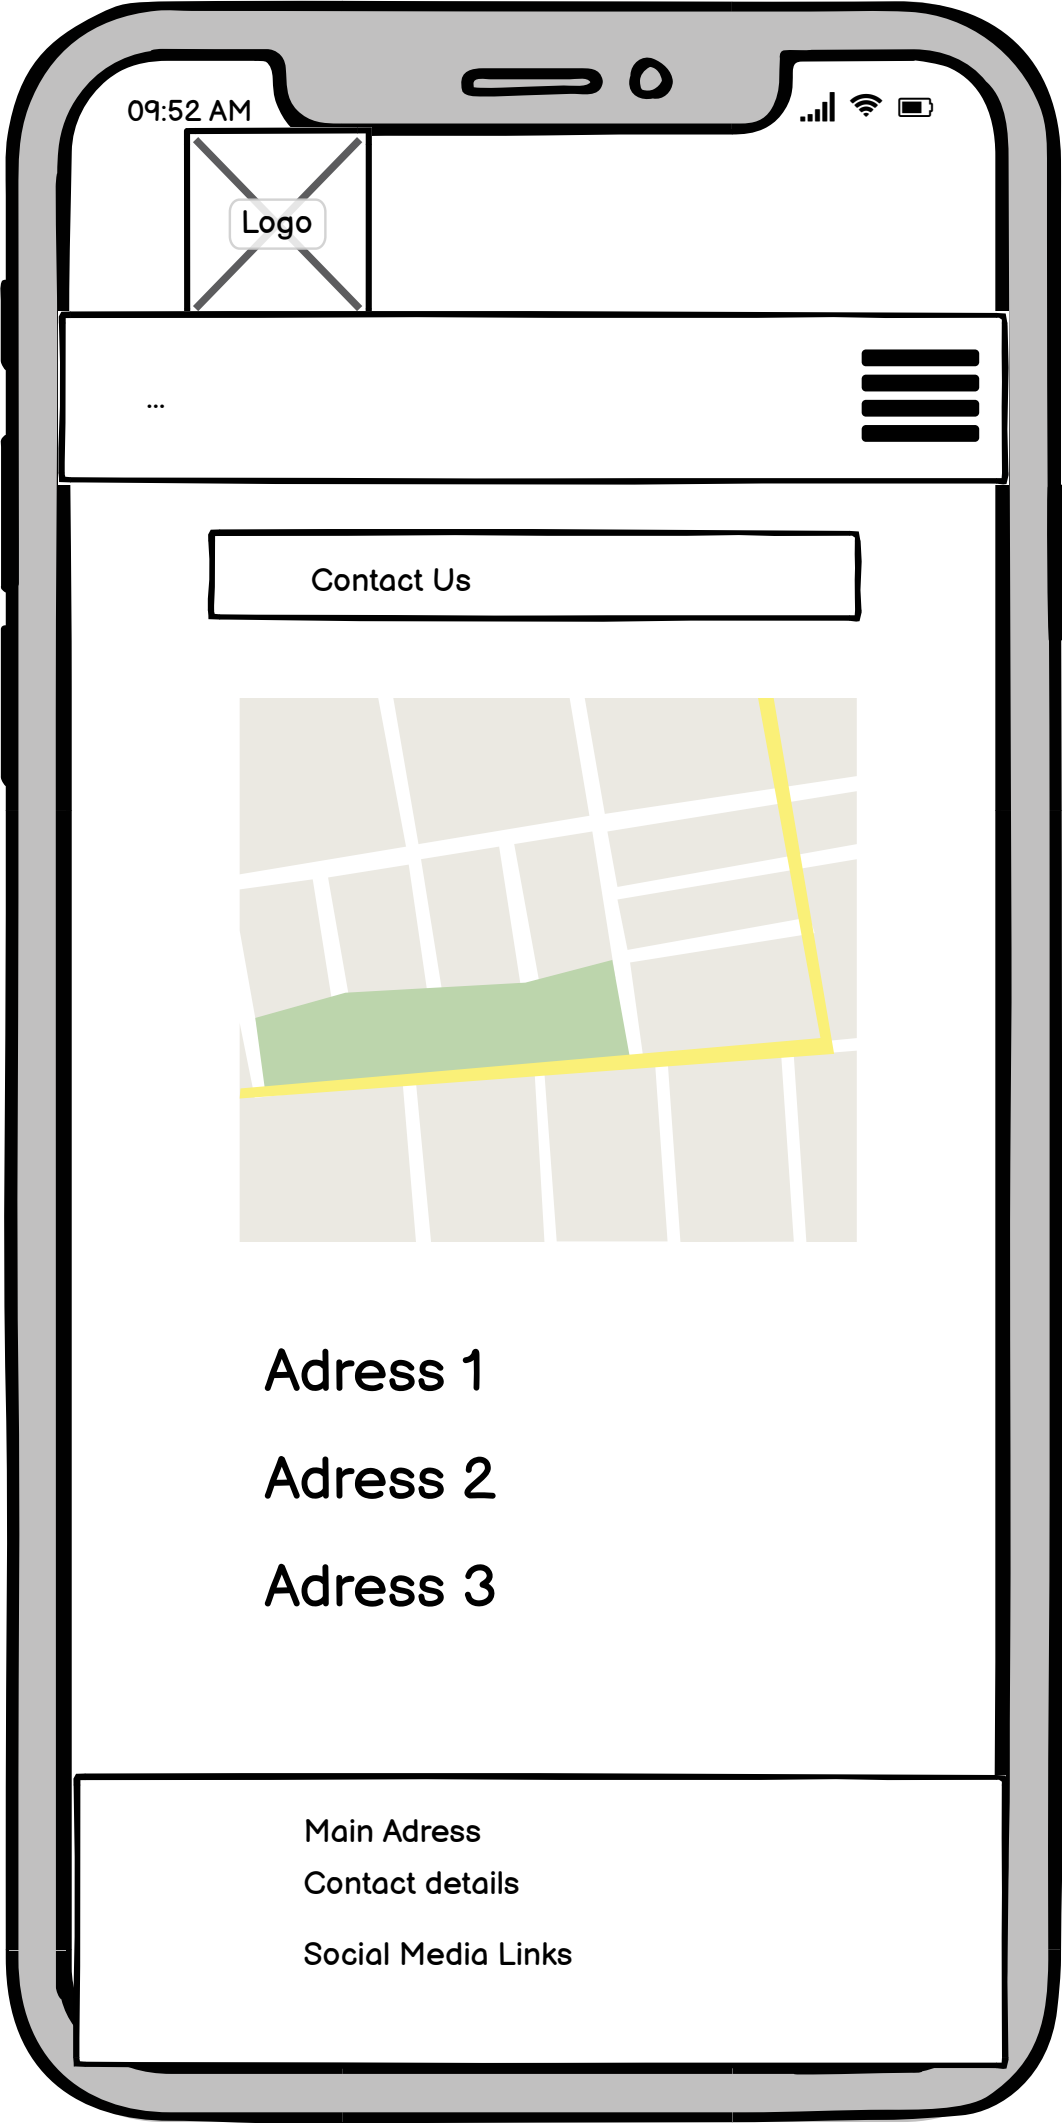 09:52 AM
Logo
...
Contact Us
Adress 1
Adress 2
Adress 3
Main Adress
Contact details
Social Media Links